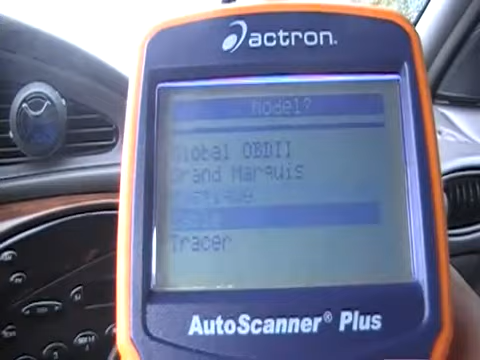 actron
Model?
Global OBDII
Grand Marquis
Tracer
AutoScanner® Plus